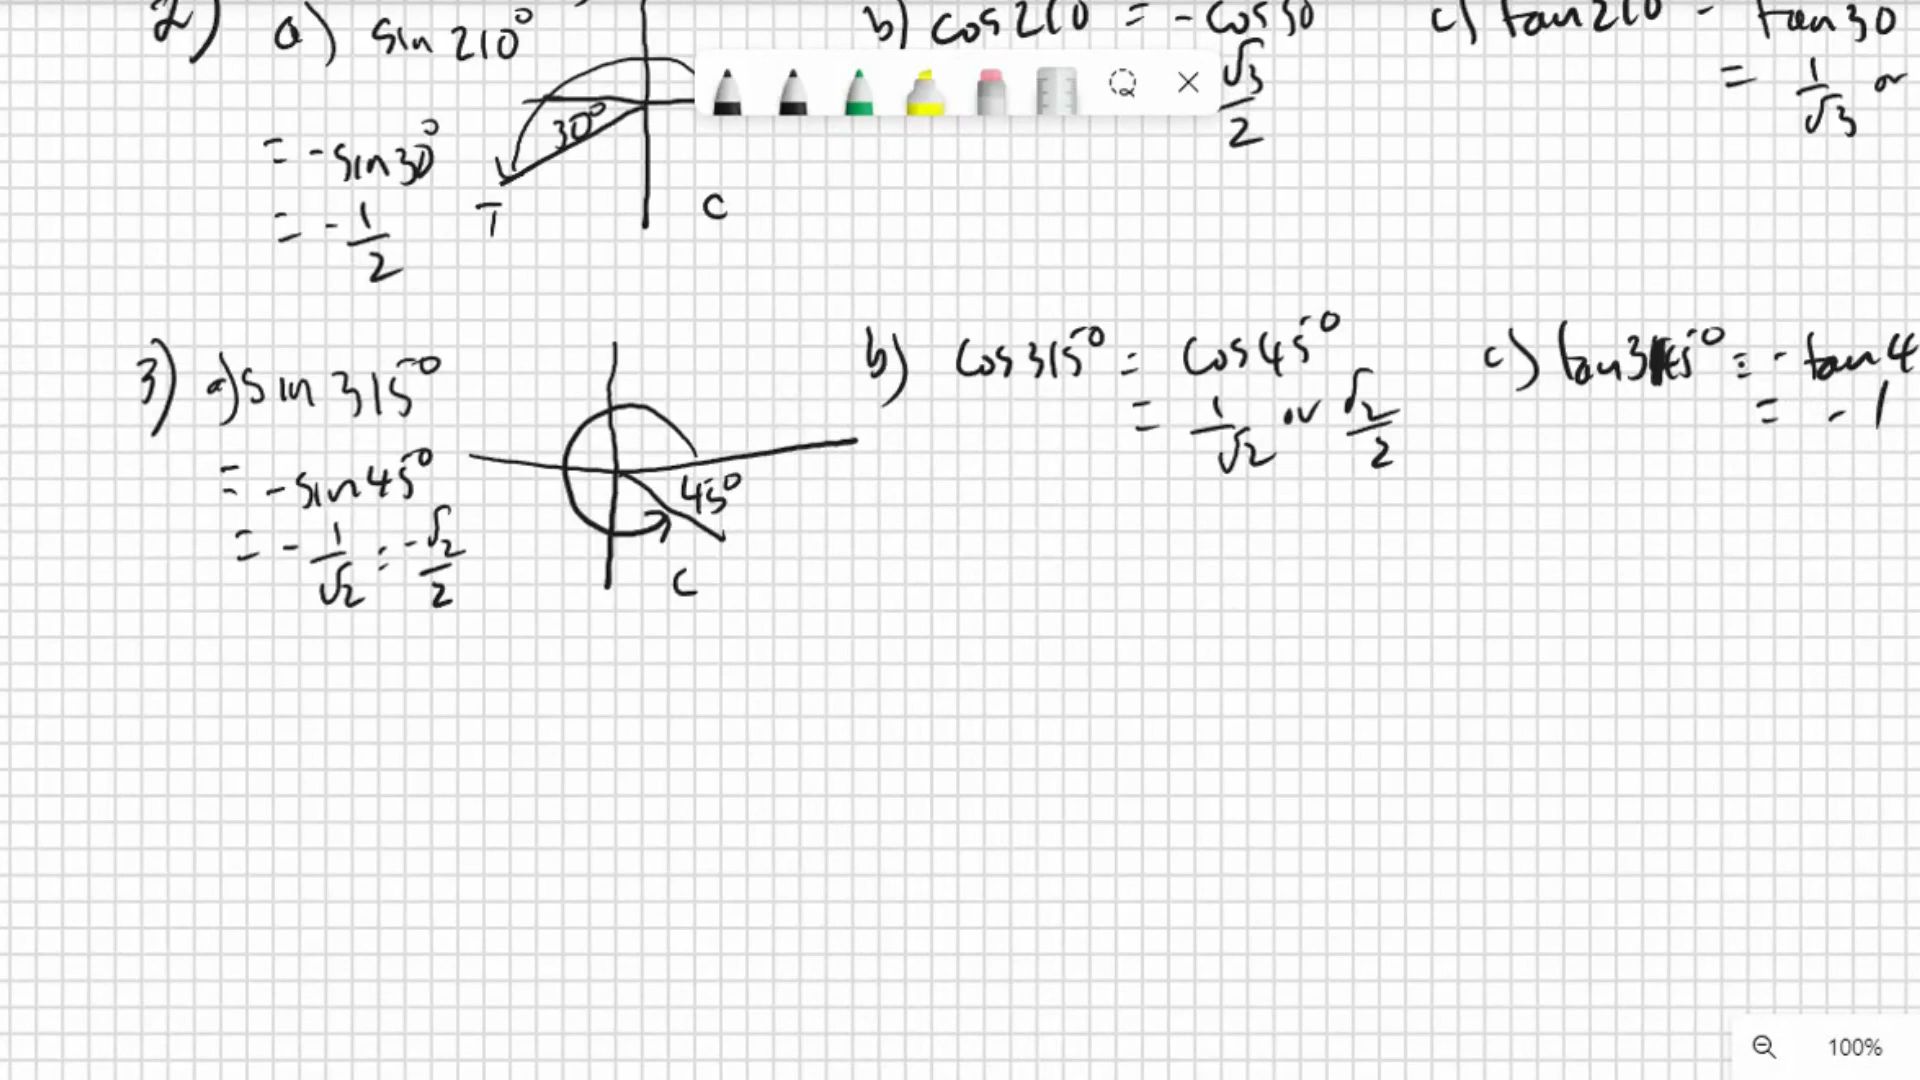 2) a) sin 210°
= -sin30°
= -1/2
30°
T
C
b) cos 210 = -cos 30
√3/2
c) tan 210 = tan 30
= 1/√3 or
3) a) sin 315°
= -sin 45°
= -1/√2 = -√2/2
45°
C
b) cos 315° = cos 45°
= 1/√2 or √2/2
c) tan 315° = -tan 4
= -1
100%